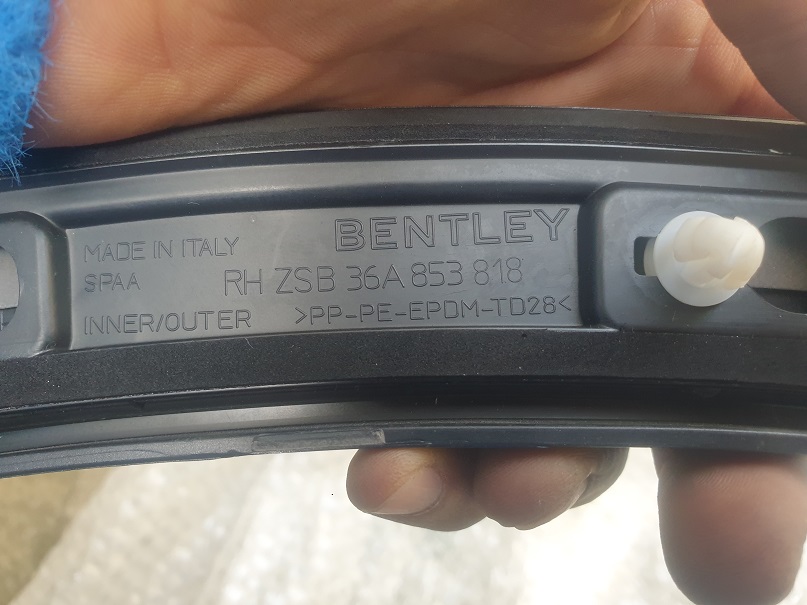 BENTLEY
MADE IN ITALY
SPAA
RH ZSB 36A 853 818
INNER/OUTER >PP-PE-EPDM-TD28<